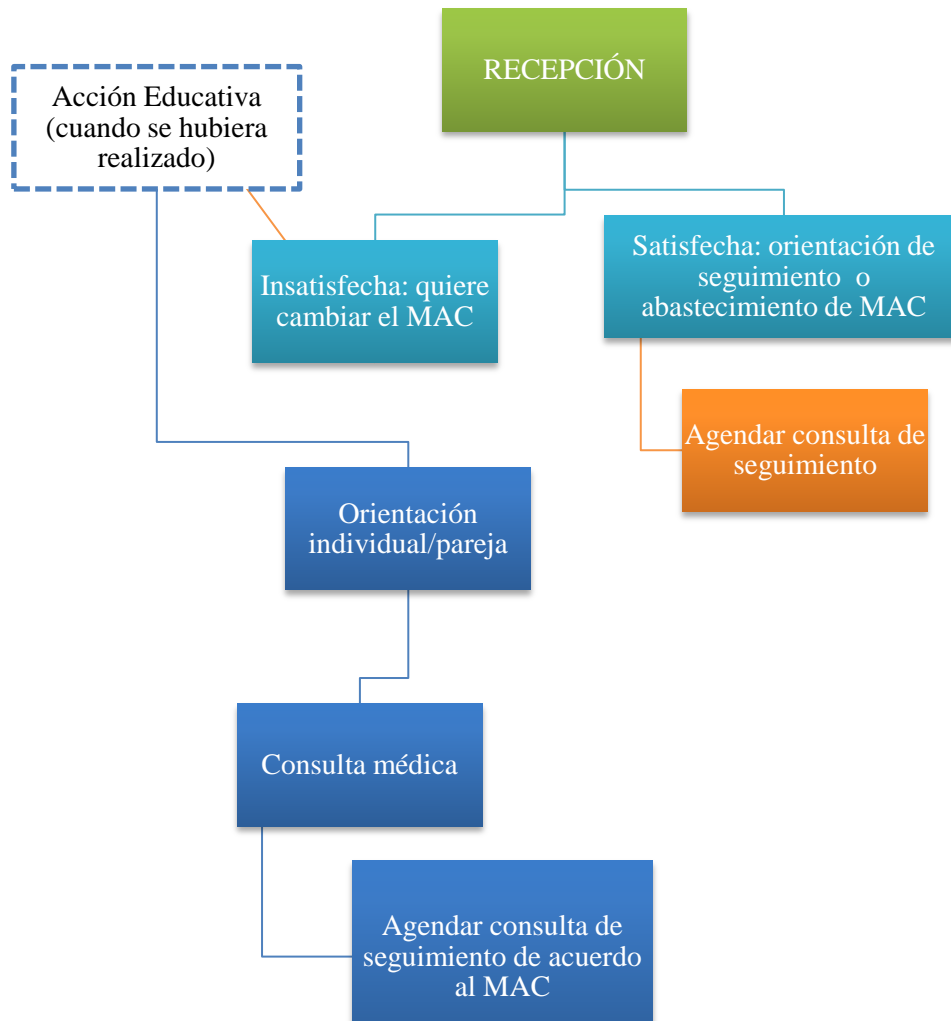 RECEPCIÓN
Acción Educativa
(cuando se hubiera
realizado)
Insatisfecha: quiere
cambiar el MAC
Satisfecha: orientación de
seguimiento o
abastecimiento de MAC
Agendar consulta de
seguimiento
Orientación
individual/pareja
Consulta médica
Agendar consulta de
seguimiento de acuerdo
al MAC